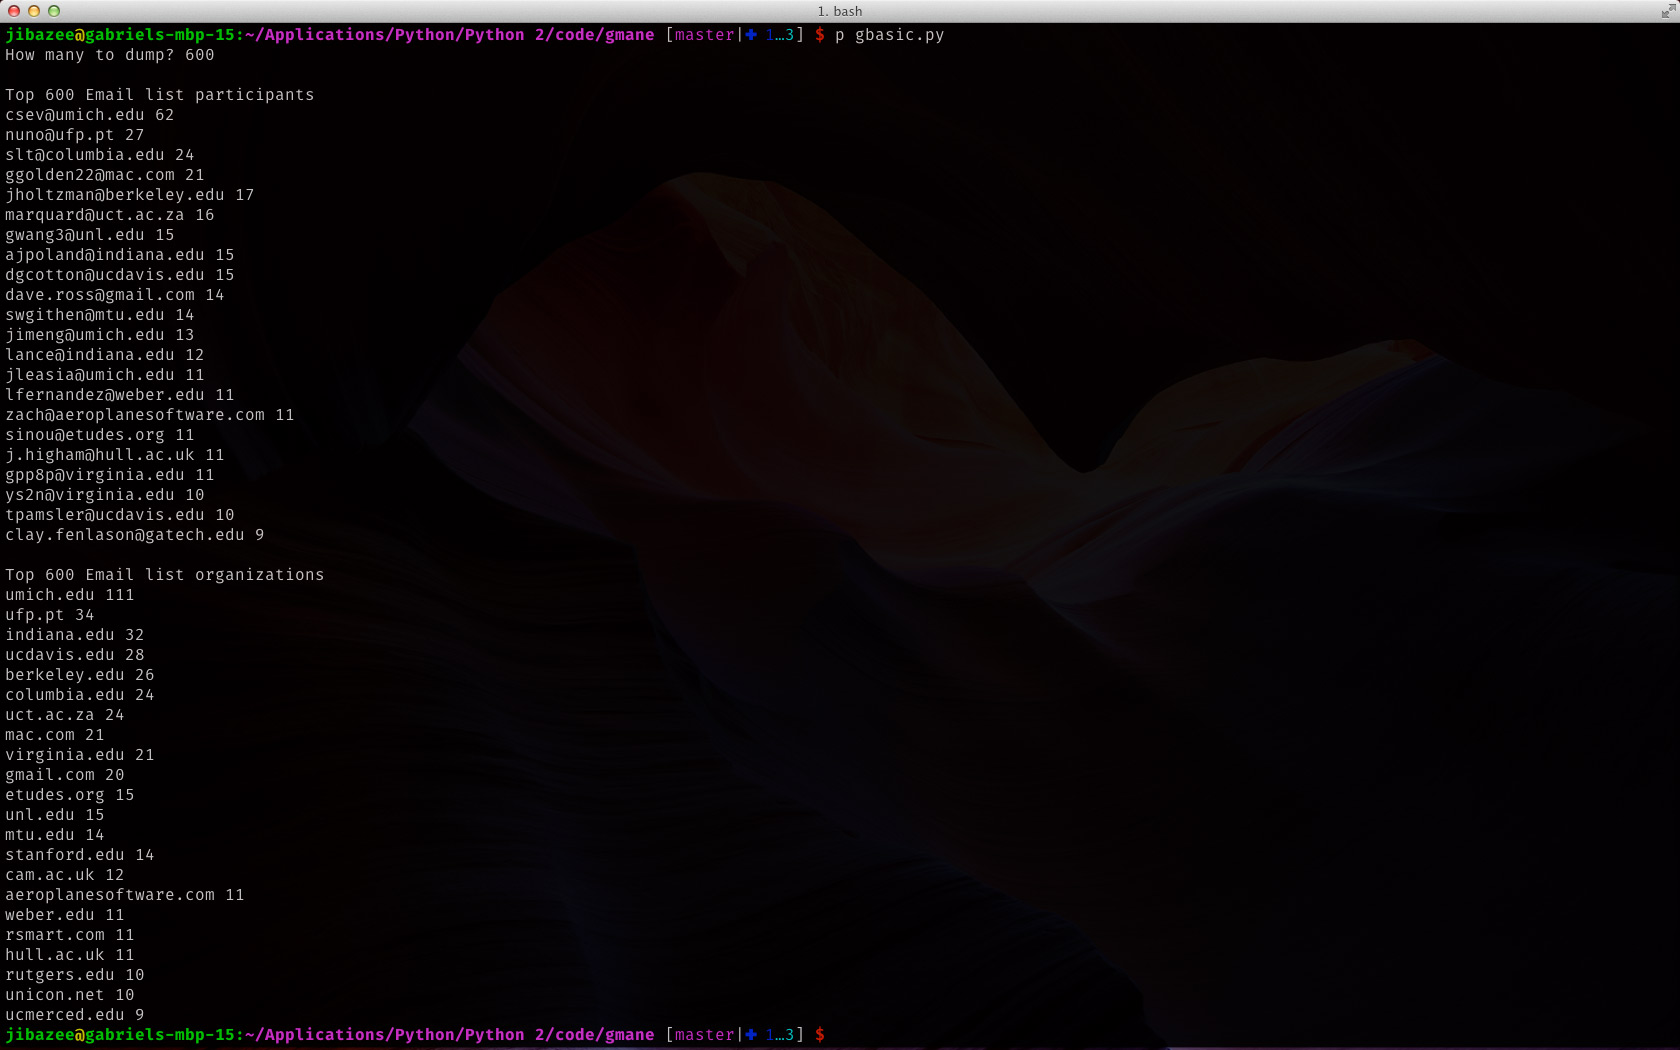 1. bash
jibazee@gabriels-mbp-15:~/Applications/Python/Python 2/code/gmane [master|✚ 1…3] $ p gbasic.py
How many to dump? 600
Top 600 Email list participants
csev@umich.edu 62
nuno@ufp.pt 27
slt@columbia.edu 24
ggolden22@mac.com 21
jholtzman@berkeley.edu 17
marquard@uct.ac.za 16
gwang3@unl.edu 15
ajpoland@indiana.edu 15
dgcotton@ucdavis.edu 15
dave.ross@gmail.com 14
swgithen@mtu.edu 14
jimeng@umich.edu 13
lance@indiana.edu 12
jleasia@umich.edu 11
lfernandez@weber.edu 11
zach@aeroplanesoftware.com 11
sinou@etudes.org 11
j.higham@hull.ac.uk 11
gpp8p@virginia.edu 11
ys2n@virginia.edu 10
tpamsler@ucdavis.edu 10
clay.fenlason@gatech.edu 9
Top 600 Email list organizations
umich.edu 111
ufp.pt 34
indiana.edu 32
ucdavis.edu 28
berkeley.edu 26
columbia.edu 24
uct.ac.za 24
mac.com 21
virginia.edu 21
gmail.com 20
etudes.org 15
unl.edu 15
mtu.edu 14
stanford.edu 14
cam.ac.uk 12
aeroplanesoftware.com 11
weber.edu 11
rsmart.com 11
hull.ac.uk 11
rutgers.edu 10
unicon.net 10
ucmerced.edu 9
jibazee@gabriels-mbp-15:~/Applications/Python/Python 2/code/gmane [master|✚ 1…3] $